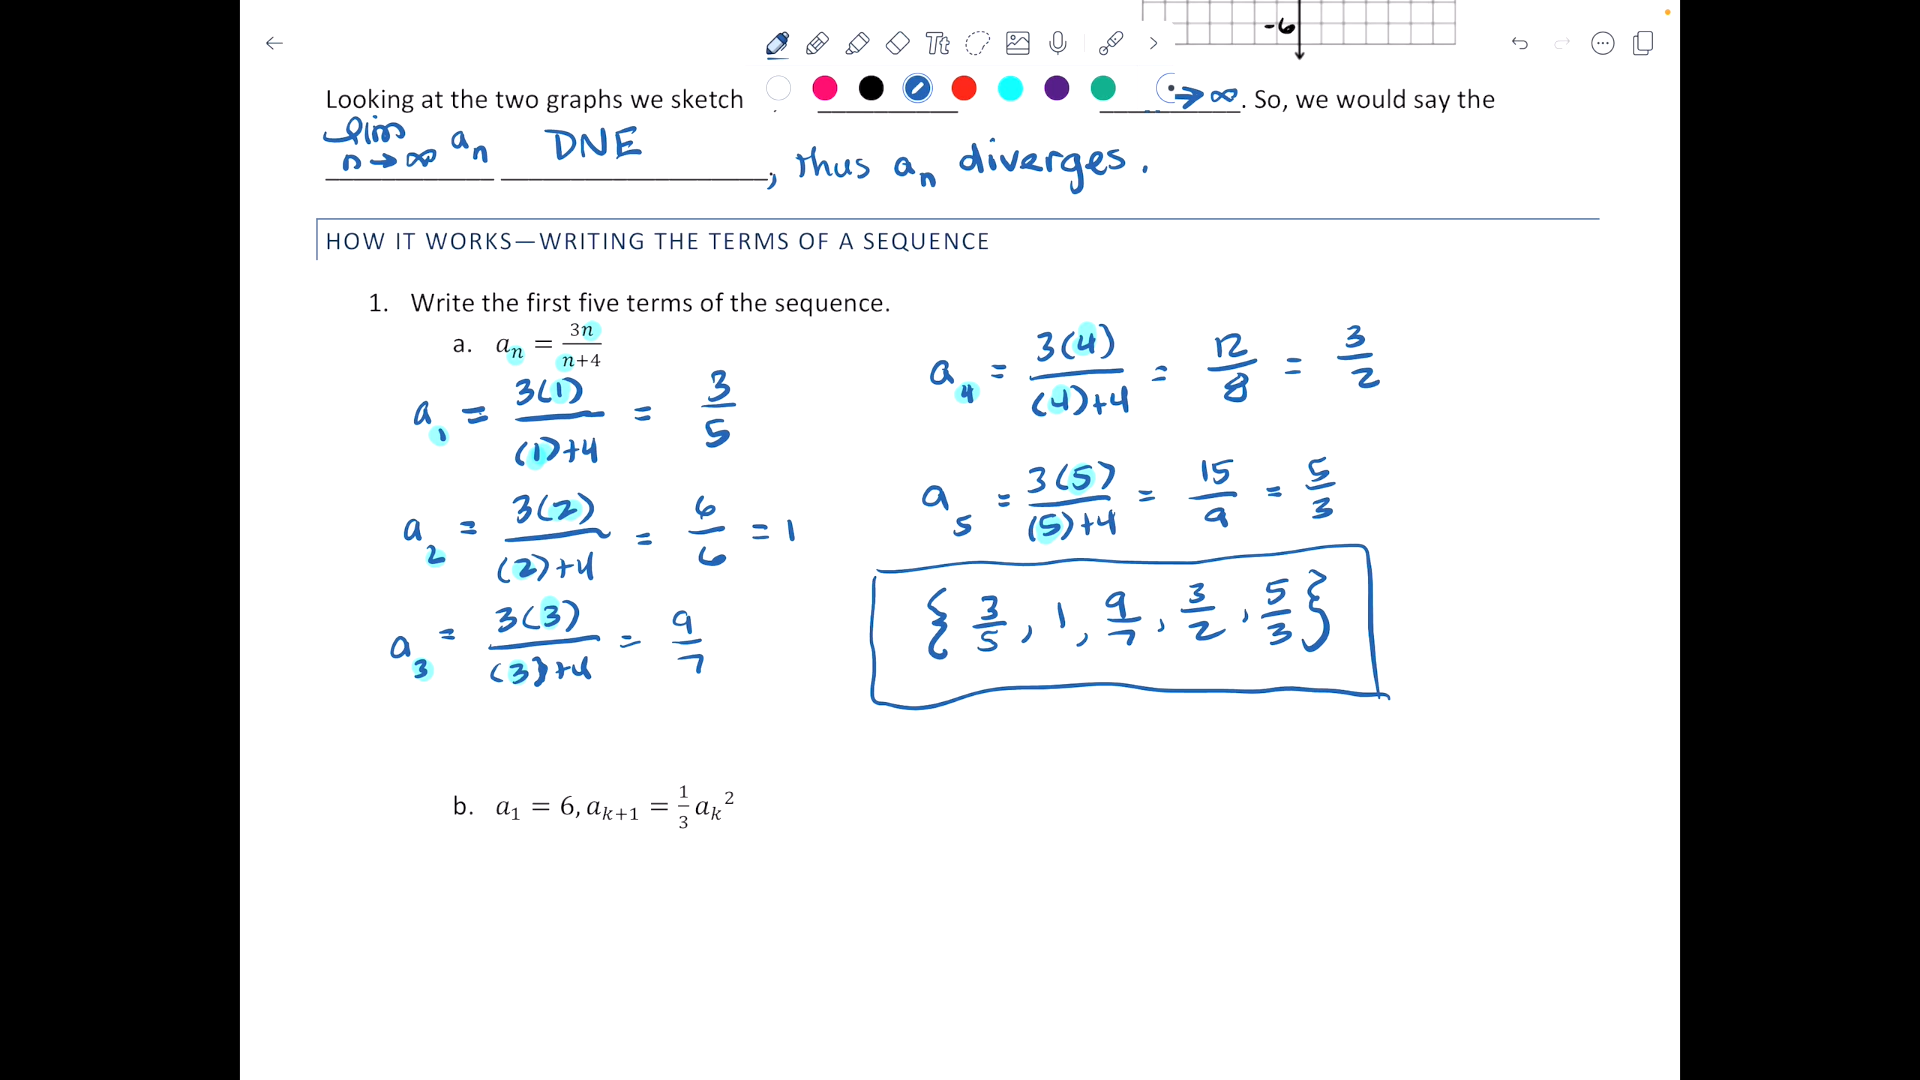 -6
Tt
Looking at the two graphs we sketch → ∞. So, we would say the
lim n→∞ aₙ DNE, thus aₙ diverges.
HOW IT WORKS—WRITING THE TERMS OF A SEQUENCE
1. Write the first five terms of the sequence.
a. aₙ = 3n/(n+4)
a₁ = 3(1)/((1)+4) = 3/5
a₂ = 3(2)/((2)+4) = 6/6 = 1
a₃ = 3(3)/((3)+4) = 9/7
a₄ = 3(4)/((4)+4) = 12/8 = 3/2
a₅ = 3(5)/((5)+4) = 15/9 = 5/3
{3/5, 1, 9/7, 3/2, 5/3}
b. a₁ = 6, aₖ₊₁ = 1/3 aₖ²